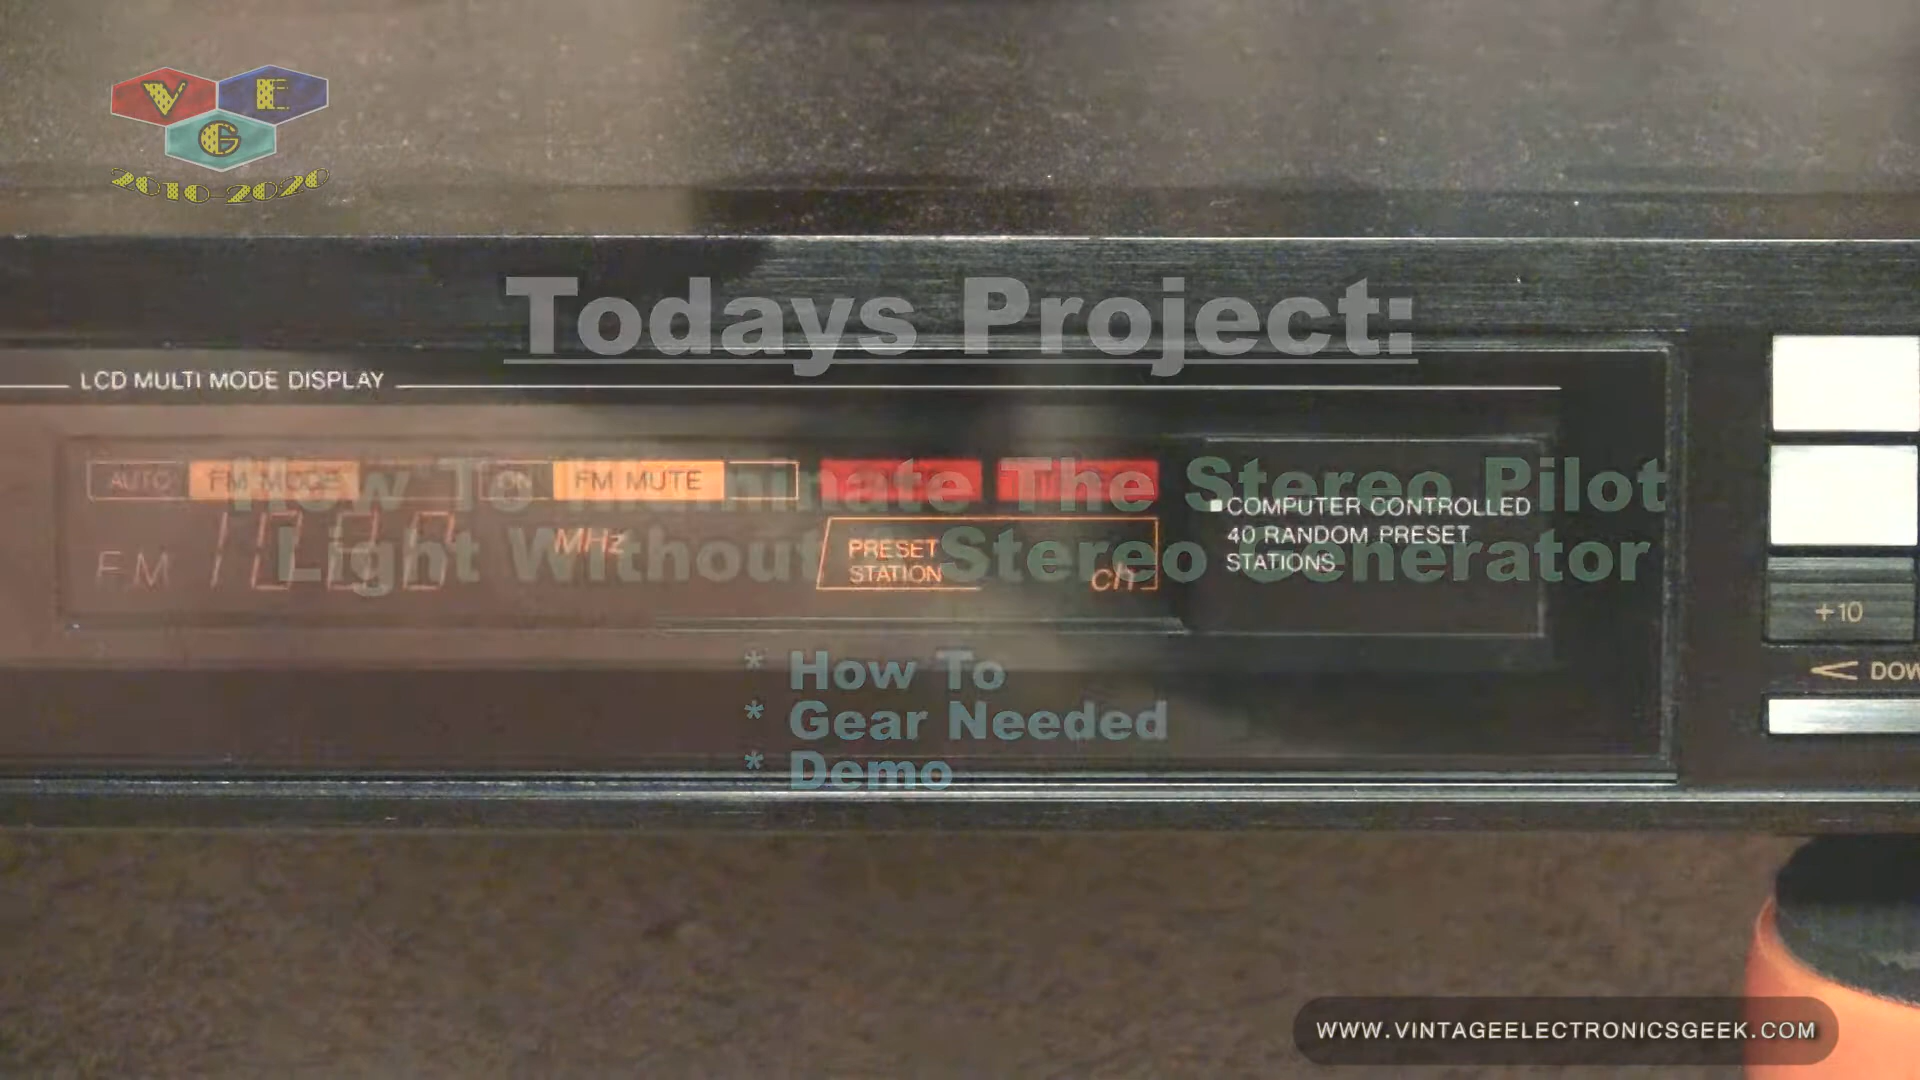 V E
G
2010-2020
Todays Project:
LCD MULTI MODE DISPLAY
AUTO FM MODE ON FM MUTE
How To Illuminate The Stereo Pilot
Light Without A Stereo Generator
COMPUTER CONTROLLED
40 RANDOM PRESET
STATIONS
FM MHz
PRESET
STATION
ch
+10
< DOW
* How To
* Gear Needed
* Demo
WWW.VINTAGEELECTRONICSGEEK.COM